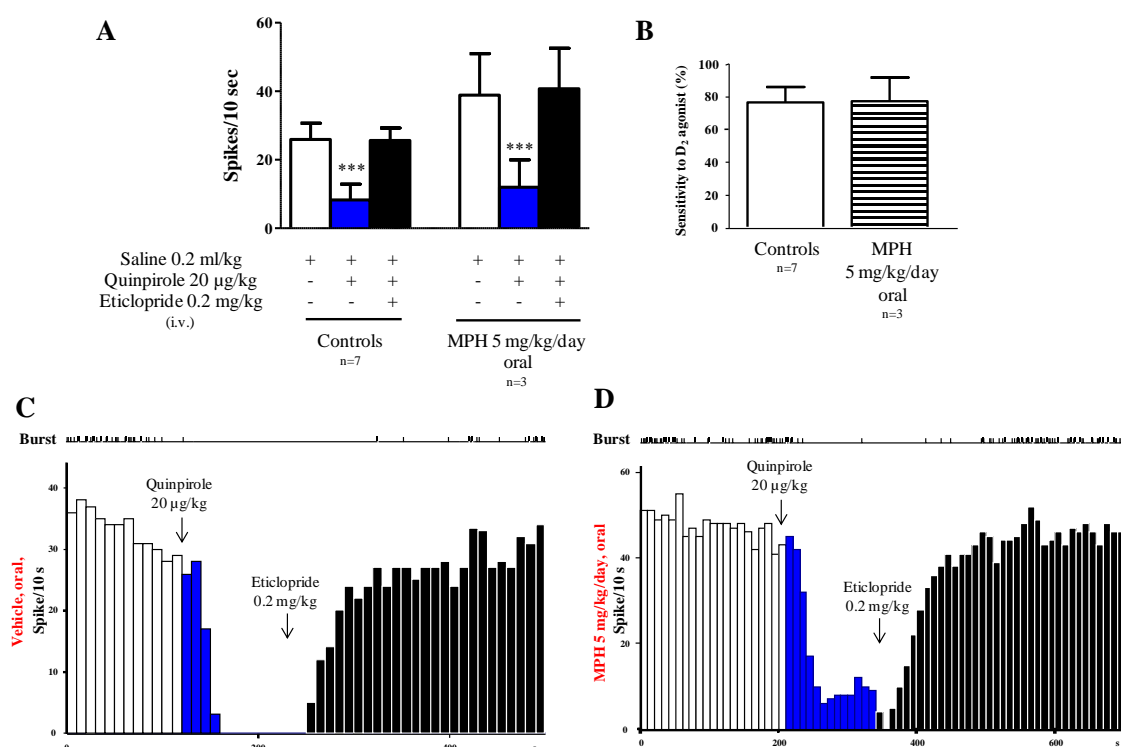 A
60
40
20
0
Spikes/10 sec
***
***
Saline 0.2 ml/kg + + + + + +
Quinpirole 20 µg/kg - + + - + +
Eticlopride 0.2 mg/kg - - + - - +
(i.v.)
Controls
n=7
MPH 5 mg/kg/day
oral
n=3
B
100
80
60
40
20
0
Sensitivity to D₂ agonist (%)
Controls
n=7
MPH
5 mg/kg/day
oral
n=3
C
Burst
Vehicle, oral,
Spike/10 s
40
30
20
10
0
Quinpirole
20 µg/kg
Eticlopride
0.2 mg/kg
0 200 400 s
D
Burst
MPH 5 mg/kg/day, oral
Spike/10 s
60
40
20
0
Quinpirole
20 µg/kg
Eticlopride
0.2 mg/kg
0 200 400 600 s